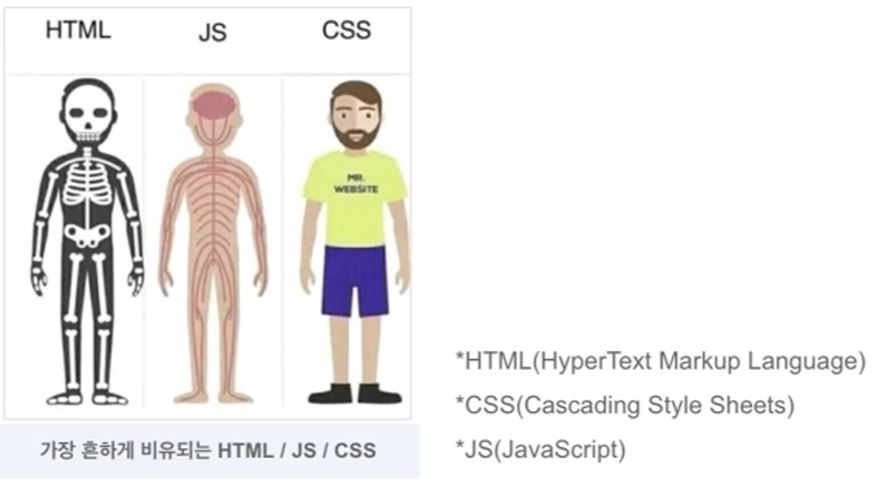 HTML
JS
CSS
MR.
WEBSITE
가장 흔하게 비유되는 HTML / JS / CSS
*HTML(HyperText Markup Language)
*CSS(Cascading Style Sheets)
*JS(JavaScript)